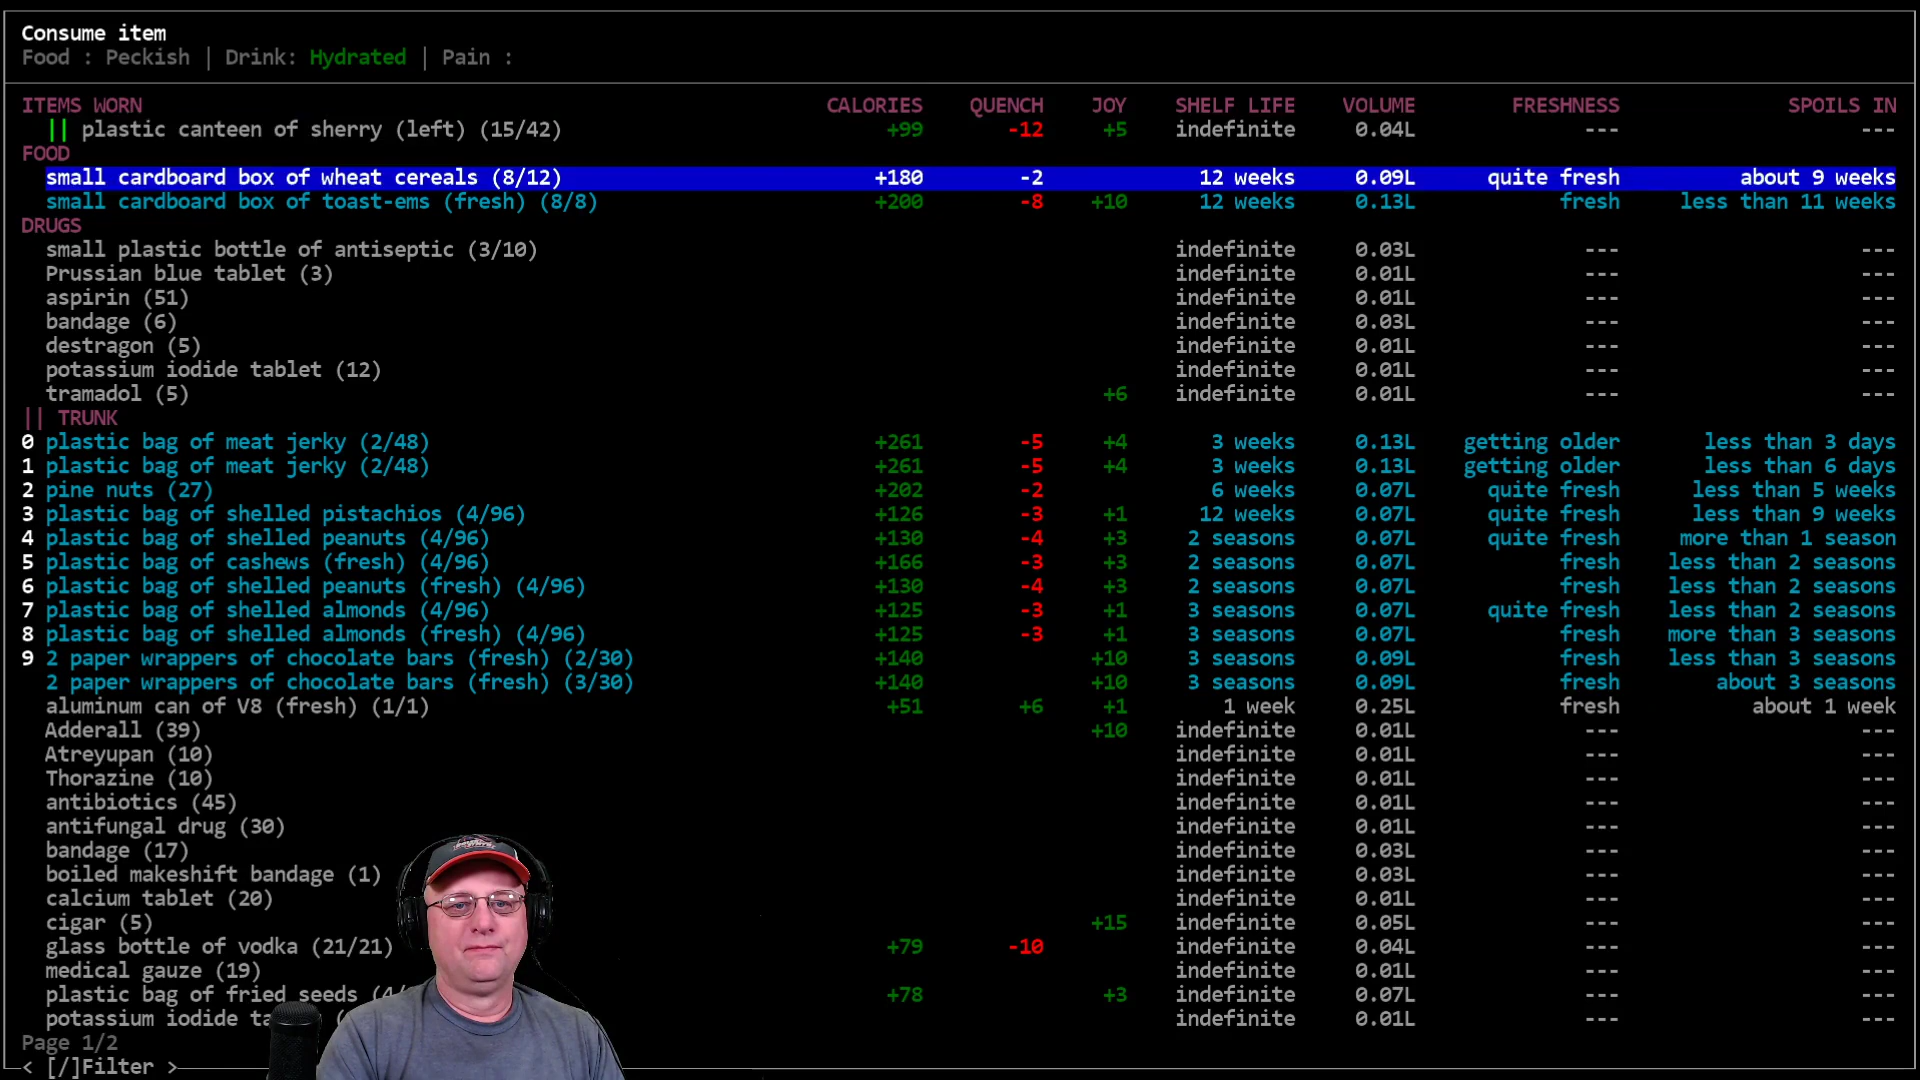 Consume item
Food : Peckish | Drink: Hydrated | Pain :
ITEMS WORN CALORIES QUENCH JOY SHELF LIFE VOLUME FRESHNESS SPOILS IN
|| plastic canteen of sherry (left) (15/42) +99 -12 +5 indefinite 0.04L --- ---
FOOD
small cardboard box of wheat cereals (8/12) +180 -2 12 weeks 0.09L quite fresh about 9 weeks
small cardboard box of toast-ems (fresh) (8/8) +200 -8 +10 12 weeks 0.13L fresh less than 11 weeks
DRUGS
small plastic bottle of antiseptic (3/10) indefinite 0.03L --- ---
Prussian blue tablet (3) indefinite 0.01L --- ---
aspirin (51) indefinite 0.01L --- ---
bandage (6) indefinite 0.03L --- ---
destragon (5) indefinite 0.01L --- ---
potassium iodide tablet (12) indefinite 0.01L --- ---
tramadol (5) +6 indefinite 0.01L --- ---
|| TRUNK
0 plastic bag of meat jerky (2/48) +261 -5 +4 3 weeks 0.13L getting older less than 3 days
1 plastic bag of meat jerky (2/48) +261 -5 +4 3 weeks 0.13L getting older less than 6 days
2 pine nuts (27) +202 -2 6 weeks 0.07L quite fresh less than 5 weeks
3 plastic bag of shelled pistachios (4/96) +126 -3 +1 12 weeks 0.07L quite fresh less than 9 weeks
4 plastic bag of shelled peanuts (4/96) +130 -4 +3 2 seasons 0.07L quite fresh more than 1 season
5 plastic bag of cashews (fresh) (4/96) +166 -3 +3 2 seasons 0.07L fresh less than 2 seasons
6 plastic bag of shelled peanuts (fresh) (4/96) +130 -4 +3 2 seasons 0.07L fresh less than 2 seasons
7 plastic bag of shelled almonds (4/96) +125 -3 +1 3 seasons 0.07L quite fresh less than 2 seasons
8 plastic bag of shelled almonds (fresh) (4/96) +125 -3 +1 3 seasons 0.07L fresh more than 3 seasons
9 2 paper wrappers of chocolate bars (fresh) (2/30) +140 +10 3 seasons 0.09L fresh less than 3 seasons
2 paper wrappers of chocolate bars (fresh) (3/30) +140 +10 3 seasons 0.09L fresh about 3 seasons
aluminum can of V8 (fresh) (1/1) +51 +6 +1 1 week 0.25L fresh about 1 week
Adderall (39) +10 indefinite 0.01L --- ---
Atreyupan (10) indefinite 0.01L --- ---
Thorazine (10) indefinite 0.01L --- ---
antibiotics (45) indefinite 0.01L --- ---
antifungal drug (30) indefinite 0.01L --- ---
bandage (17) indefinite 0.03L --- ---
boiled makeshift bandage (1) indefinite 0.03L --- ---
calcium tablet (20) indefinite 0.01L --- ---
cigar (5) +15 indefinite 0.05L --- ---
glass bottle of vodka (21/21) +79 -10 indefinite 0.04L --- ---
medical gauze (19) indefinite 0.01L --- ---
plastic bag of fried seeds +78 +3 indefinite 0.07L --- ---
potassium iodide indefinite 0.01L --- ---
Page 1/2
< [/]Filter >